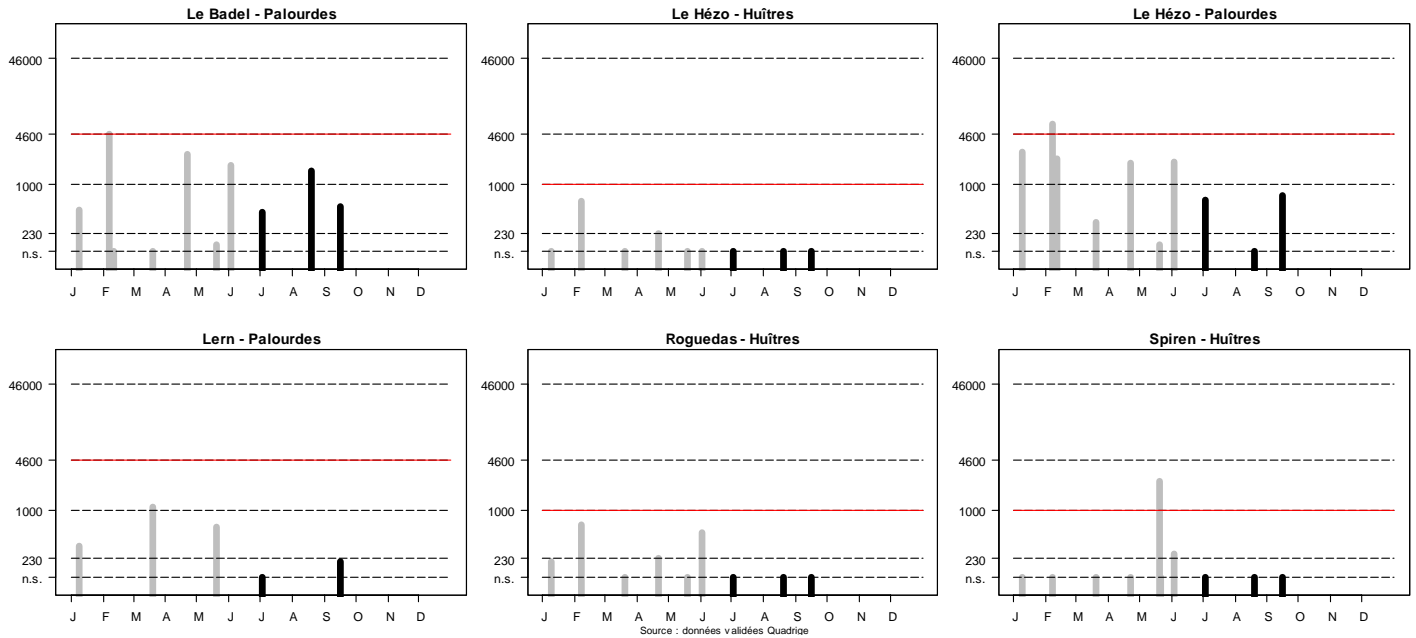 Le Badel - Palourdes
46000
4600
1000
230
n.s.
J F M A M J J A S O N D
Le Hézo - Huîtres
46000
4600
1000
230
n.s.
J F M A M J J A S O N D
Le Hézo - Palourdes
46000
4600
1000
230
n.s.
J F M A M J J A S O N D
Lern - Palourdes
46000
4600
1000
230
n.s.
J F M A M J J A S O N D
Roguedas - Huîtres
46000
4600
1000
230
n.s.
J F M A M J J A S O N D
Spiren - Huîtres
46000
4600
1000
230
n.s.
J F M A M J J A S O N D
Source : données validées Quadrige